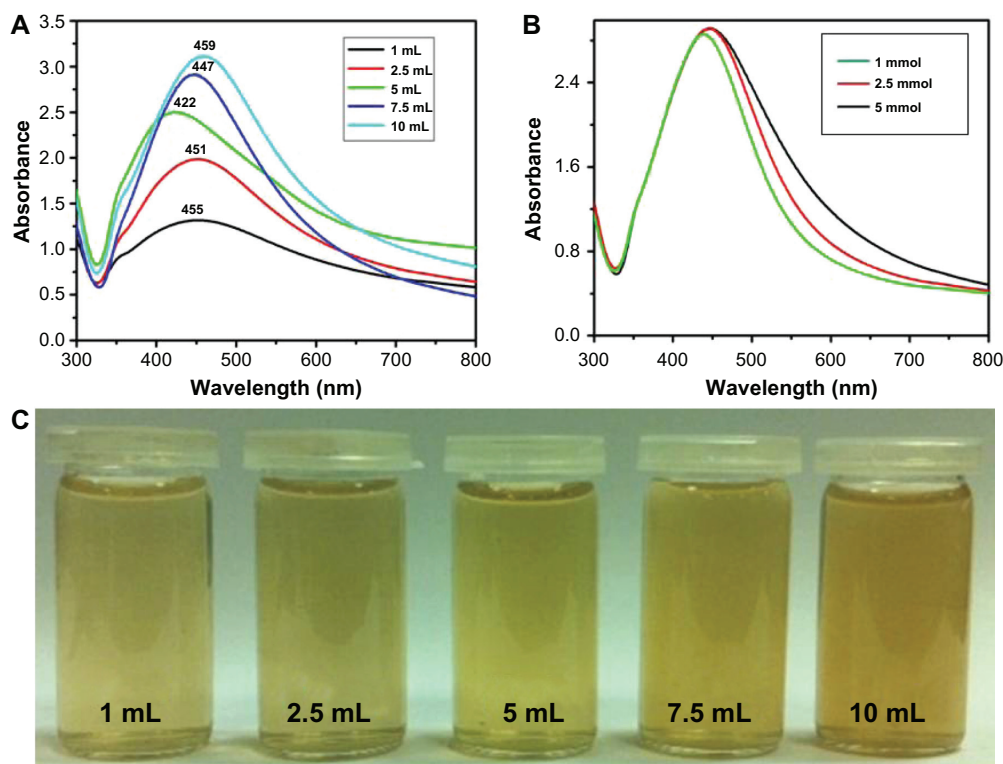 A
3.5
3.0
2.5
2.0
1.5
1.0
0.5
0.0
Absorbance
459
447
422
451
455
1 mL
2.5 mL
5 mL
7.5 mL
10 mL
300 400 500 600 700 800
Wavelength (nm)
B
2.4
1.6
0.8
0.0
Absorbance
1 mmol
2.5 mmol
5 mmol
300 400 500 600 700 800
Wavelength (nm)
C
1 mL 2.5 mL 5 mL 7.5 mL 10 mL